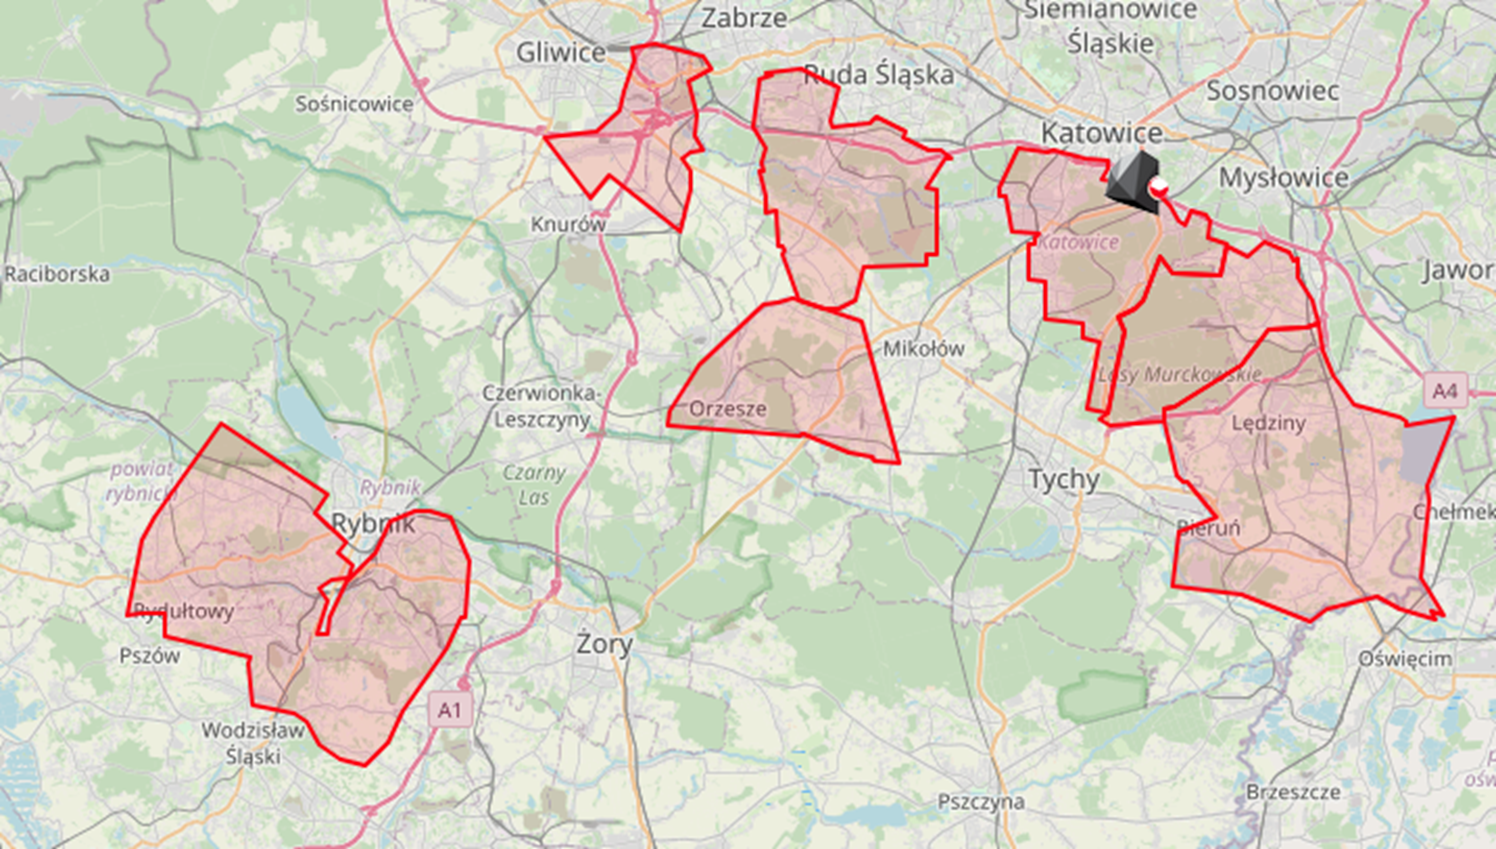 Zabrze
Siemianowice
Śląskie
Gliwice
Ruda Śląska
Sośnicowice
Sosnowiec
Katowice
Mysłowice
Knurów
Katowice
Raciborska
Jawor
Mikołów
Czerwionka-
Leszczyny
Orzesze
Lasy Murckowskie
A4
Lędziny
powiat
rybnicki
Rybnik
Czarny
Las
Tychy
Rybnik
Bieruń
Chełmek
Rydułtowy
Pszów
Żory
Oświęcim
A1
Wodzisław
Śląski
Pszczyna
Brzeszcze
ośw